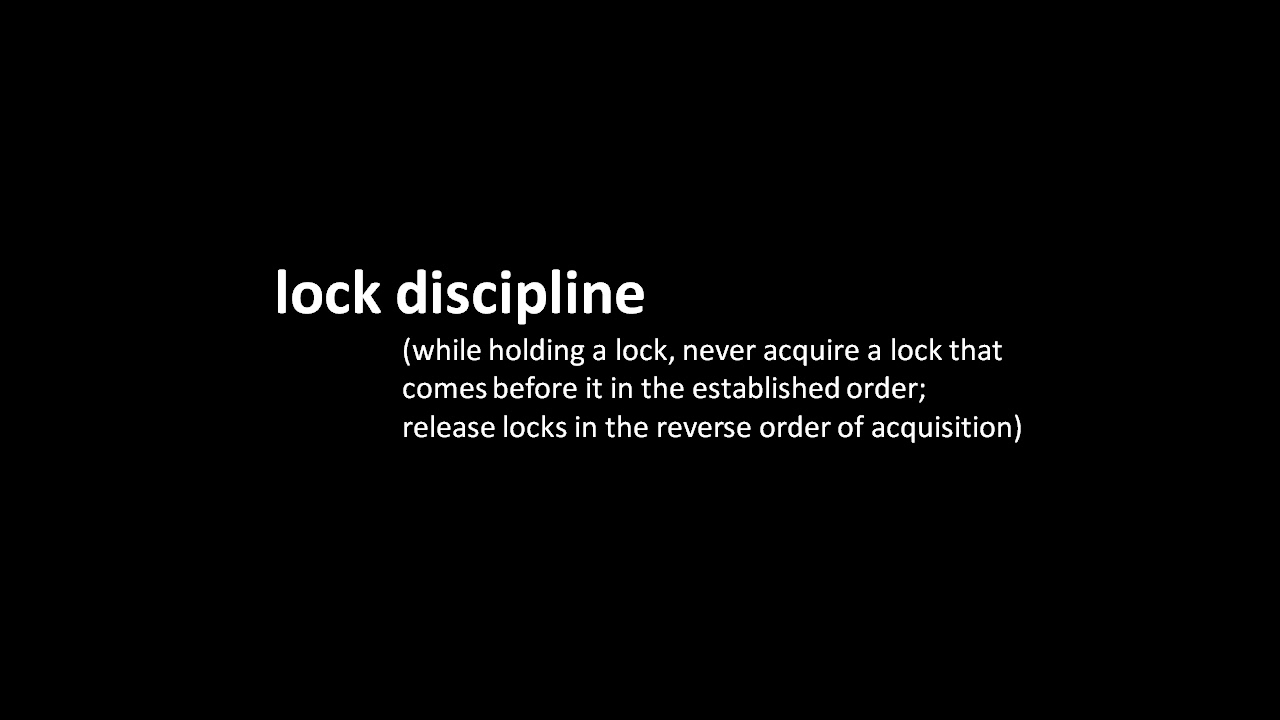 lock discipline
(while holding a lock, never acquire a lock that
comes before it in the established order;
release locks in the reverse order of acquisition)